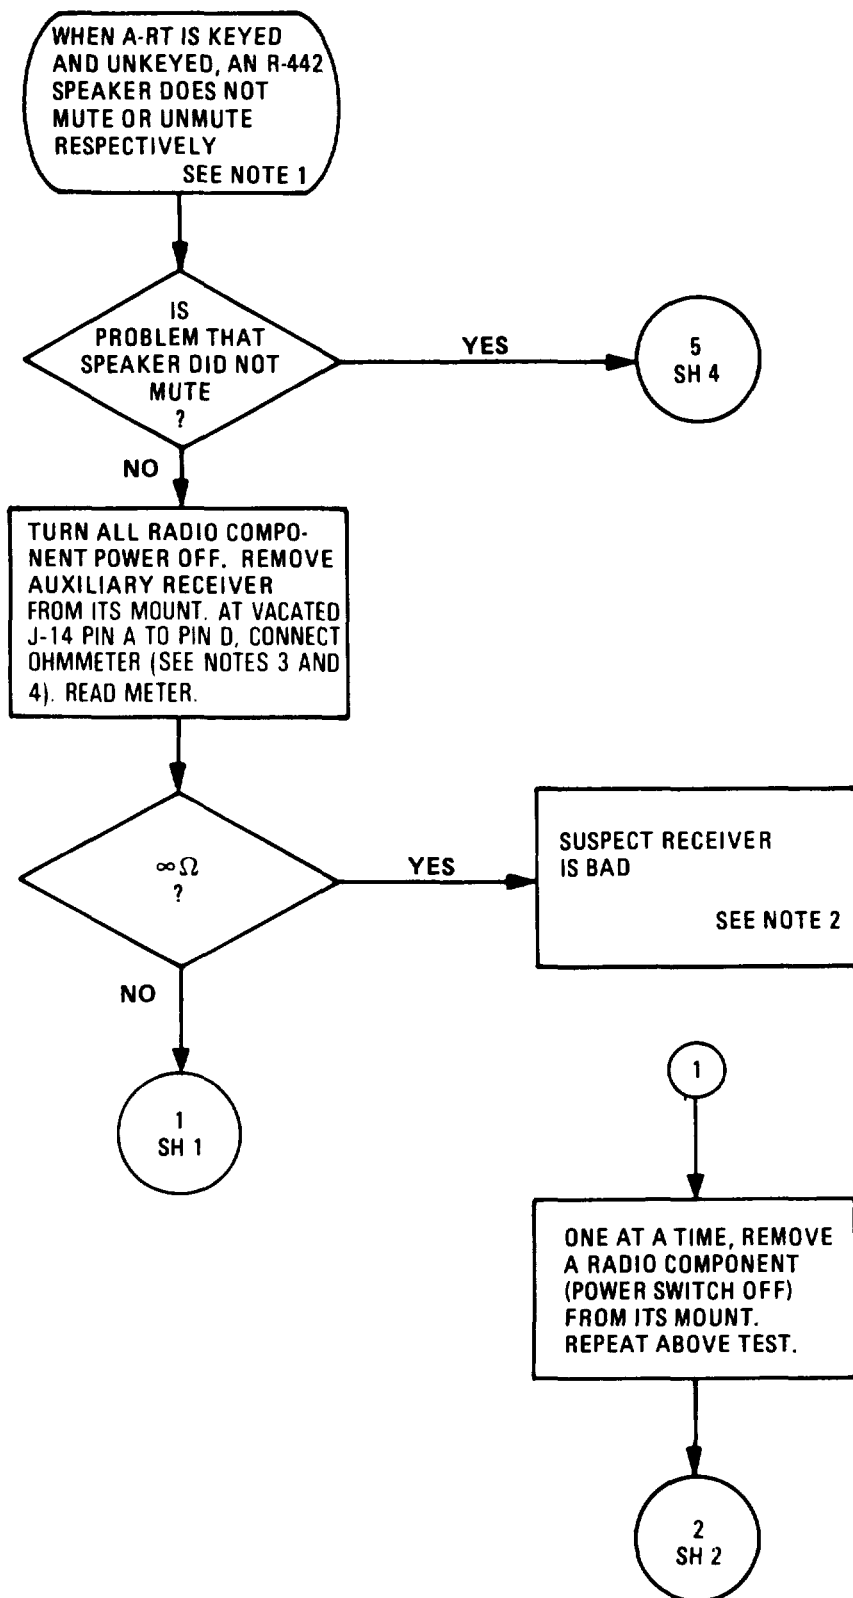 WHEN A-RT IS KEYED
AND UNKEYED, AN R-442
SPEAKER DOES NOT
MUTE OR UNMUTE
RESPECTIVELY
SEE NOTE 1
IS
PROBLEM THAT
SPEAKER DID NOT
MUTE
?
YES
5
SH 4
NO
TURN ALL RADIO COMPO-
NENT POWER OFF. REMOVE
AUXILIARY RECEIVER
FROM ITS MOUNT. AT VACATED
J-14 PIN A TO PIN D, CONNECT
OHMMETER (SEE NOTES 3 AND
4). READ METER.
∞Ω
?
YES
SUSPECT RECEIVER
IS BAD
SEE NOTE 2
NO
1
SH 1
1
ONE AT A TIME, REMOVE
A RADIO COMPONENT
(POWER SWITCH OFF)
FROM ITS MOUNT.
REPEAT ABOVE TEST.
2
SH 2